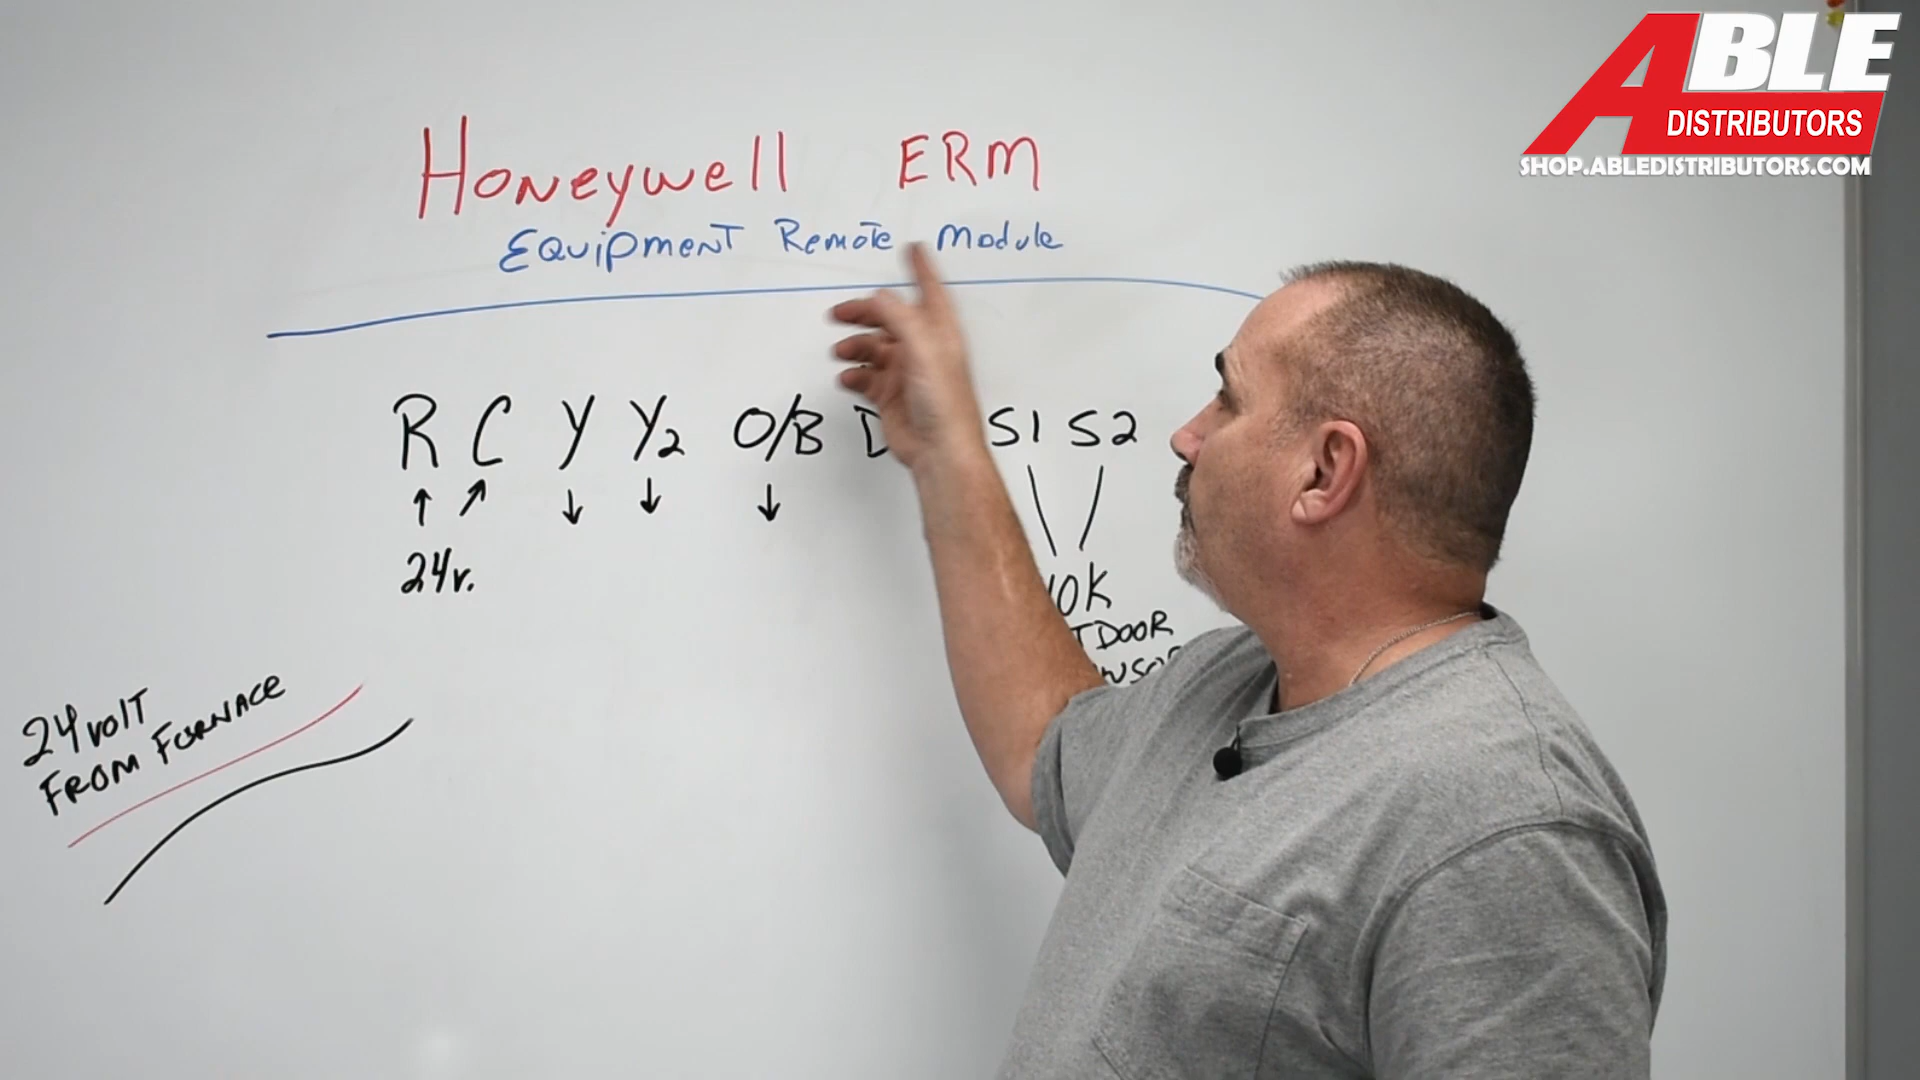 ABLE
DISTRIBUTORS
SHOP.ABLEDISTRIBUTORS.COM
Honeywell ERM
Equipment Remote Module
R C Y Y2 O/B D S1 S2
24v.
10K
DOOR
24 volt
FROM FURNACE